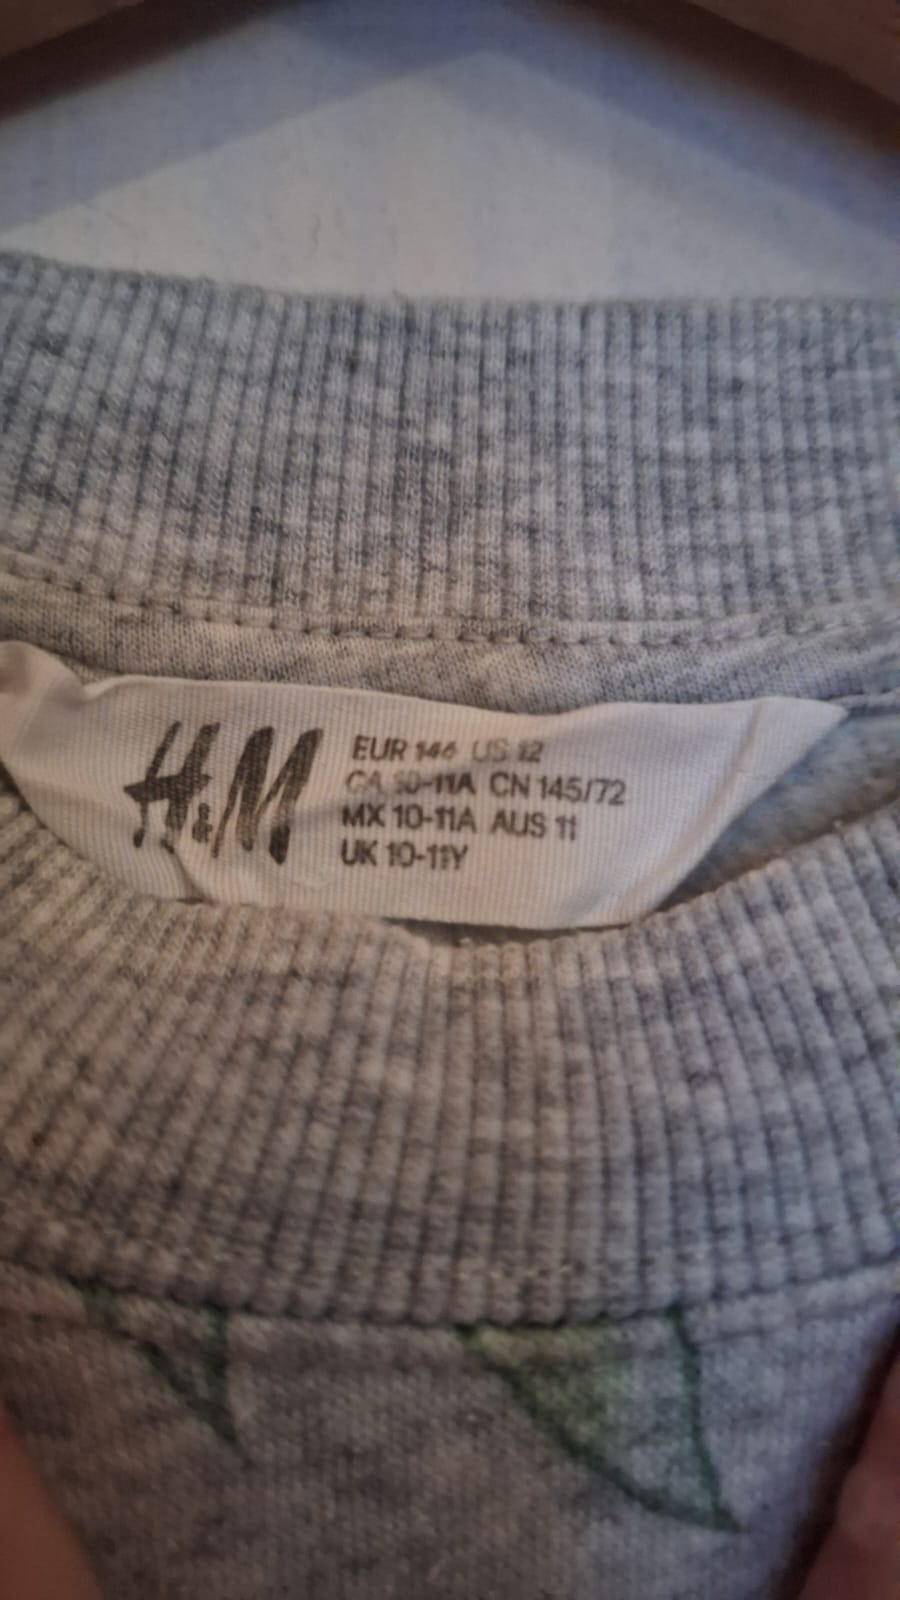 H&M
EUR 146 US 12
CA 10-11A CN 145/72
MX 10-11A AUS 11
UK 10-11Y